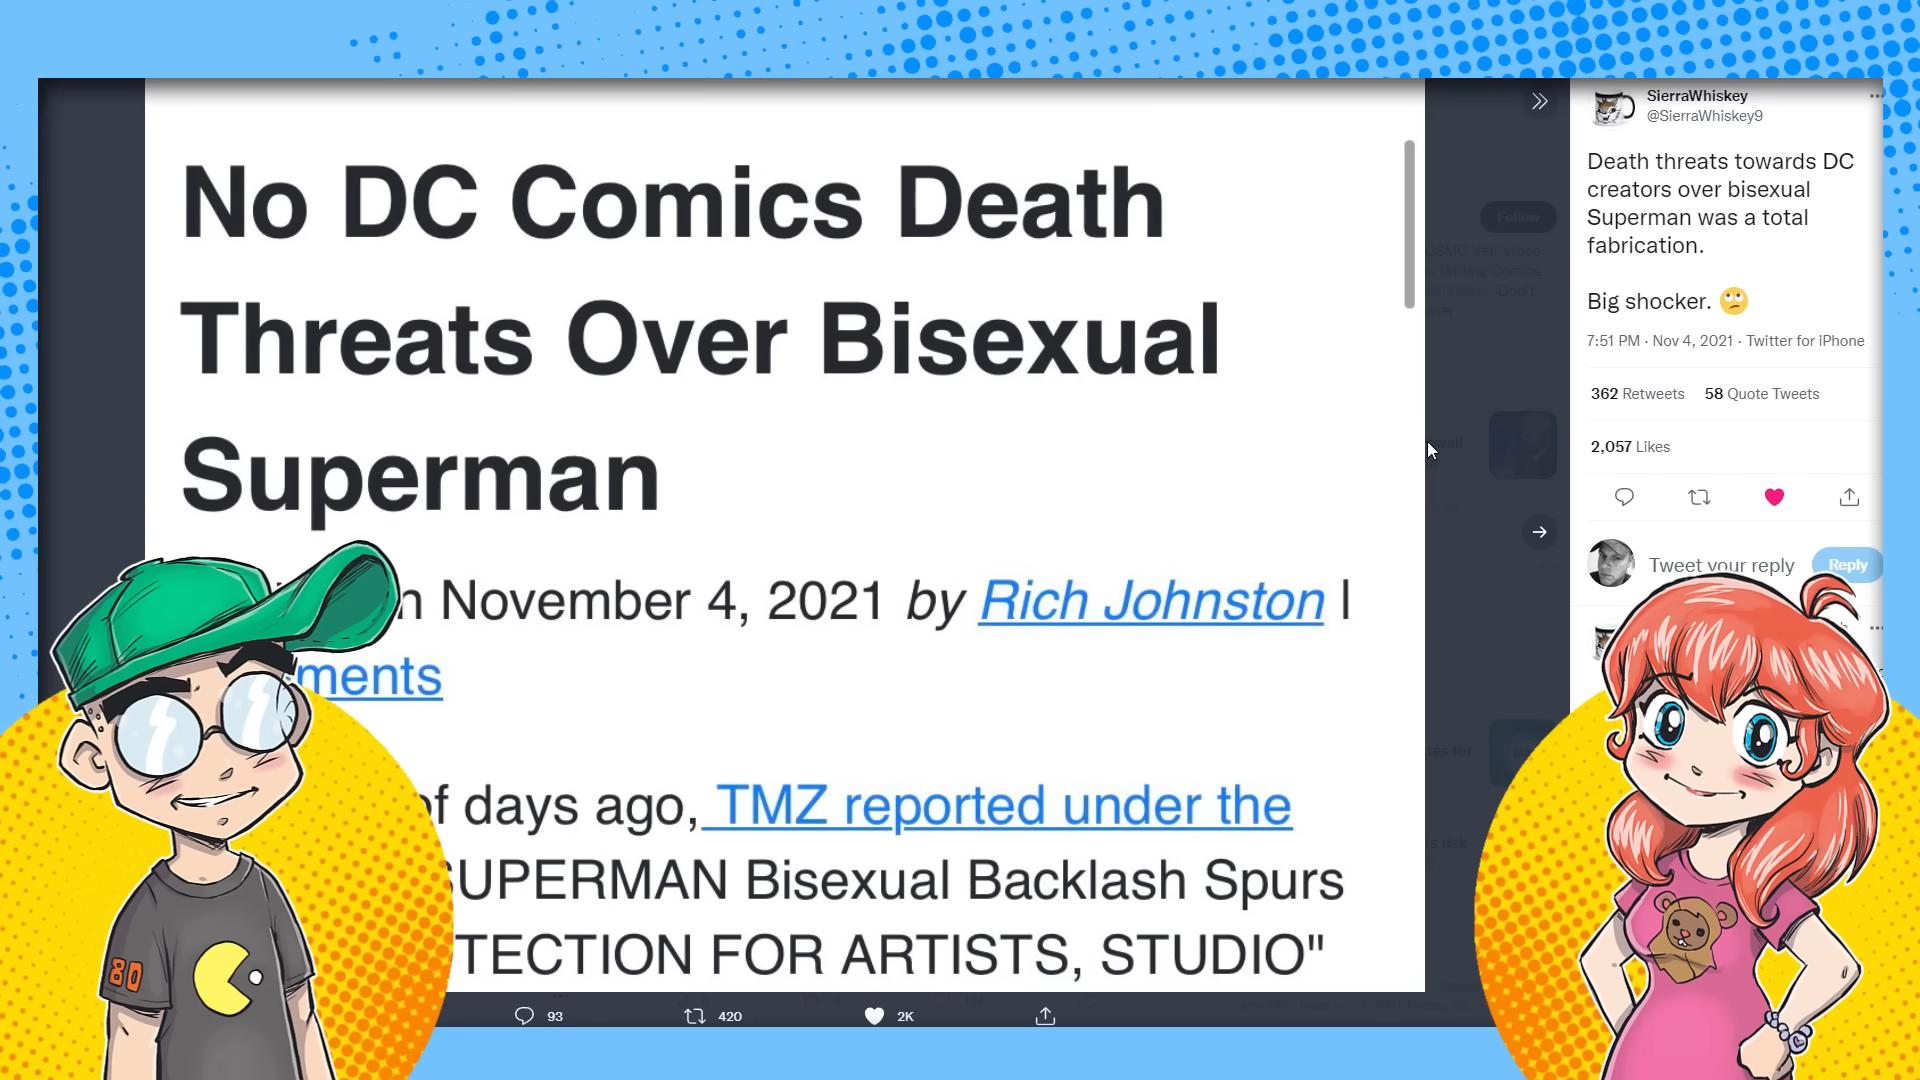 No DC Comics Death
Threats Over Bisexual
Superman
n November 4, 2021 by Rich Johnston |
ments
of days ago, TMZ reported under the
SUPERMAN Bisexual Backlash Spurs
TECTION FOR ARTISTS, STUDIO"
93
420
2K
SierraWhiskey
@SierraWhiskey9
Death threats towards DC
creators over bisexual
Superman was a total
fabrication.
Big shocker. 🙄
7:51 PM · Nov 4, 2021 · Twitter for iPhone
362 Retweets 58 Quote Tweets
2,057 Likes
Tweet your reply
Reply
Follow
80